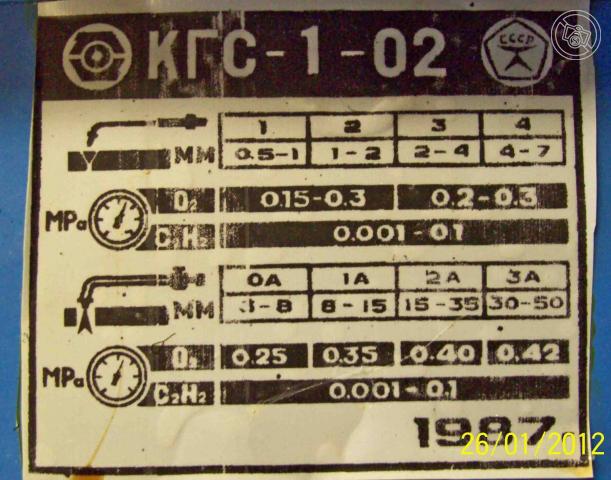 КГС-1-02 СССР
1 2 3 4
ММ 0.5-1 1-2 2-4 4-7
MPa O₂ 0.15-0.3 0.2-0.3
C₂H₂ 0.001-0.1
0A 1A 2A 3A
ММ 3-8 8-15 15-35 30-50
MPa O₂ 0.25 0.35 0.40 0.42
C₂H₂ 0.001-0.1
1987
26/01/2012